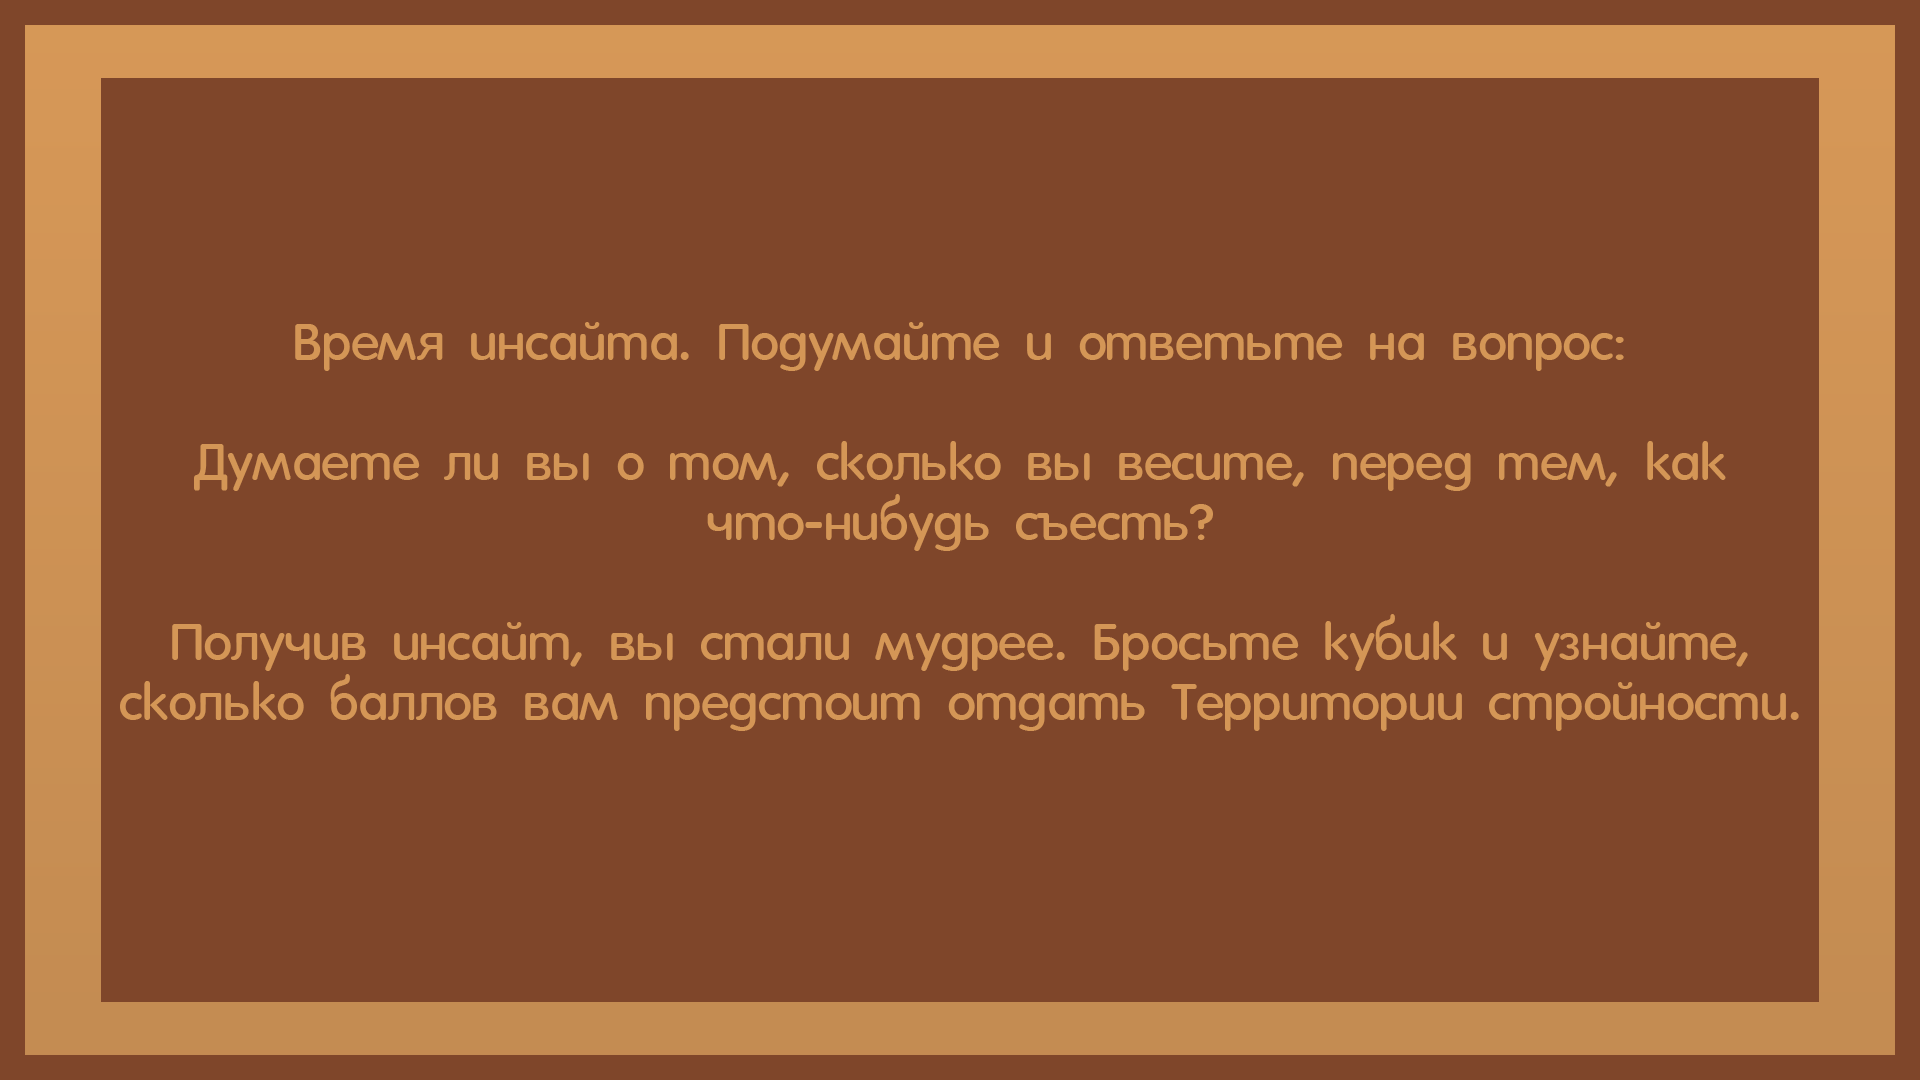 Время инсайта. Подумайте и ответьте на вопрос:
Думаете ли вы о том, сколько вы весите, перед тем, как
что-нибудь съесть?
Получив инсайт, вы стали мудрее. Бросьте кубик и узнайте,
сколько баллов вам предстоит отдать Территории стройности.